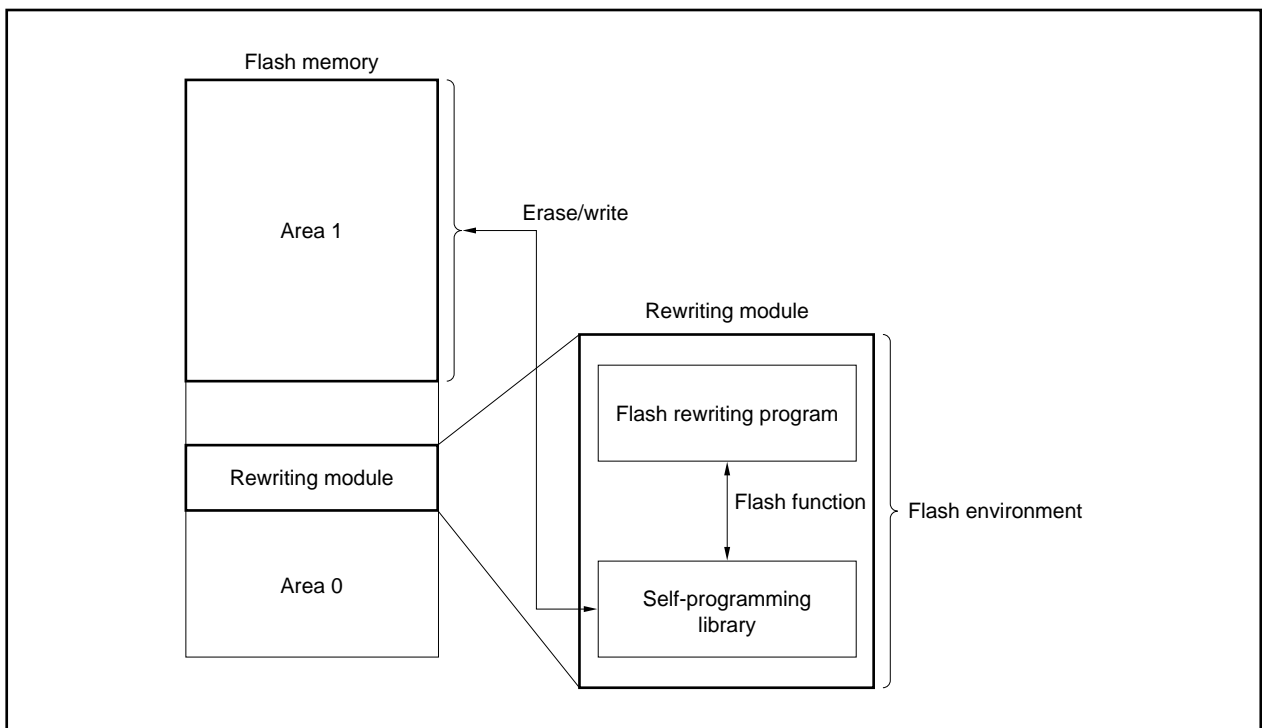 Flash memory
Area 1
Erase/write
Rewriting module
Flash rewriting program
Rewriting module
Flash function
Flash environment
Area 0
Self-programming
library